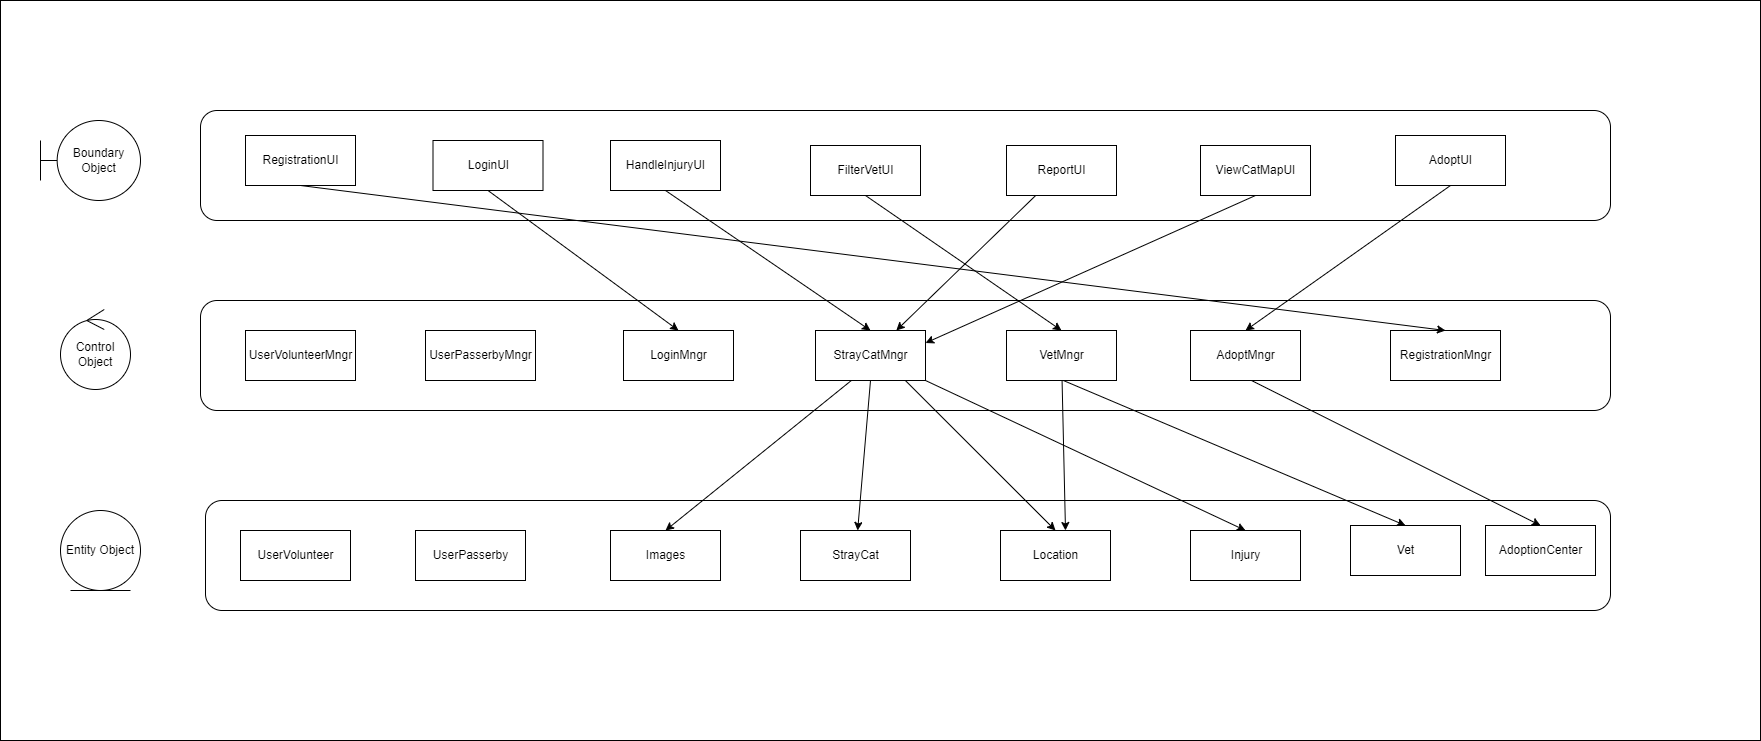 Boundary
Object
RegistrationUI
LoginUI
HandleInjuryUI
FilterVetUI
ReportUI
ViewCatMapUI
AdoptUI
Control
Object
UserVolunteerMngr
UserPasserbyMngr
LoginMngr
StrayCatMngr
VetMngr
AdoptMngr
RegistrationMngr
Entity Object
UserVolunteer
UserPasserby
Images
StrayCat
Location
Injury
Vet
AdoptionCenter